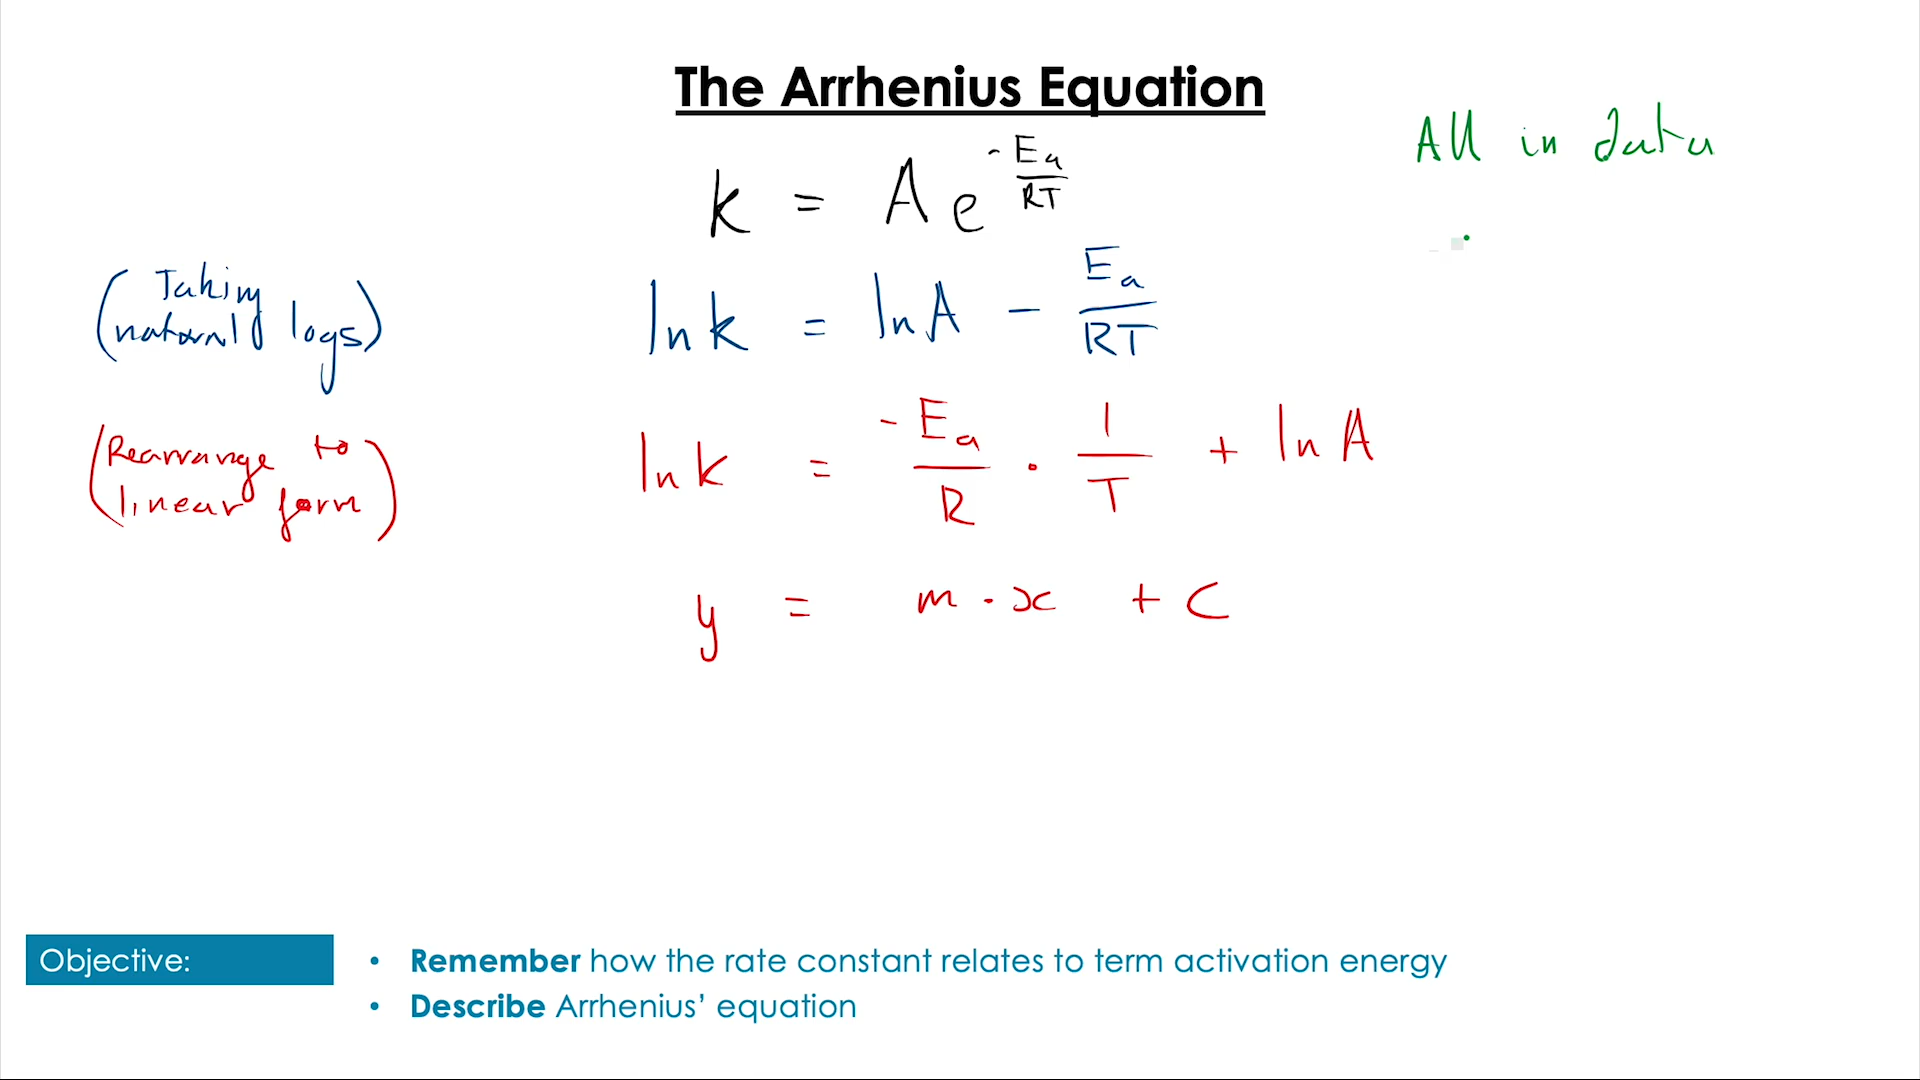 The Arrhenius Equation
All in data
k = A e^(-Ea/RT)
(Taking natural logs)
ln k = ln A - Ea/RT
(Rearrange to linear form)
ln k = -Ea/R · 1/T + ln A
y = m · x + c
Objective:
• Remember how the rate constant relates to term activation energy
• Describe Arrhenius’ equation